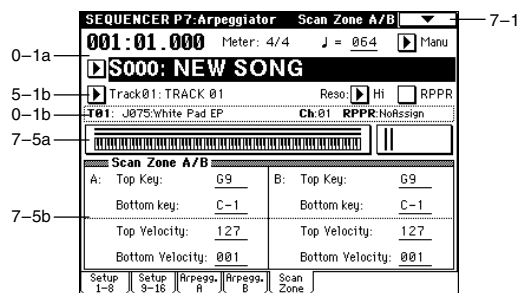 SEQUENCER P7:Arpeggiator Scan Zone A/B
7-1
001:01.000 Meter: 4/4 ♩ = 064 Manu
0-1a
S000: NEW SONG
5-1b
Track01: TRACK 01 Reso: Hi RPPR
0-1b
T01: J075:White Pad EP Ch:01 RPPR:NoAssign
7-5a
Scan Zone A/B
A: Top Key: G9 B: Top Key: G9
Bottom key: C-1 Bottom Key: C-1
7-5b
Top Velocity: 127 Top Velocity: 127
Bottom Velocity: 001 Bottom Velocity: 001
Setup 1-8 Setup 9-16 Arpegg. A Arpegg. B Scan Zone